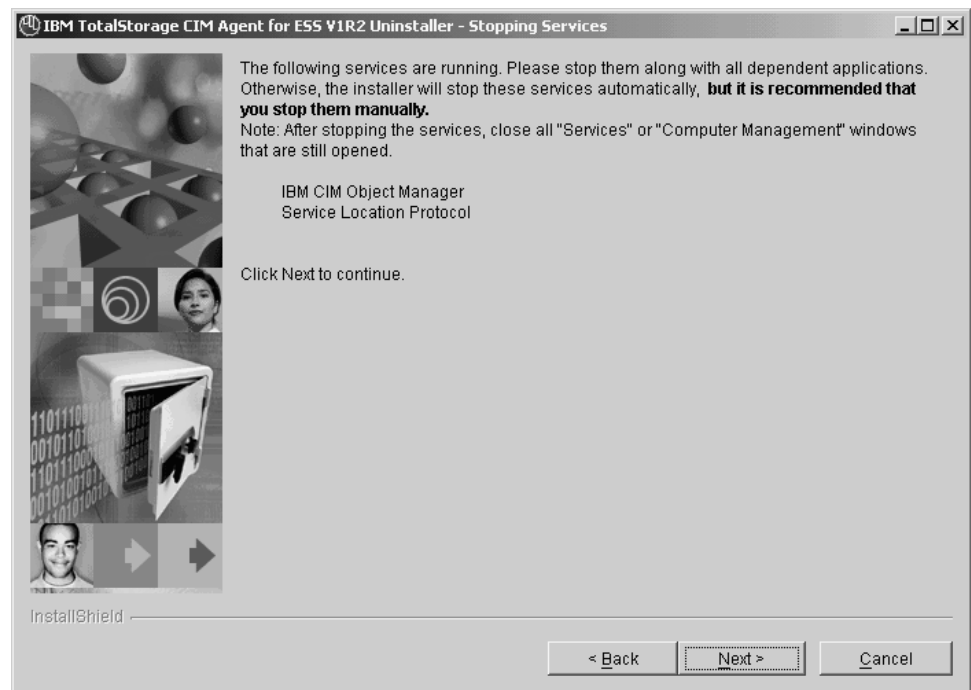 IBM TotalStorage CIM Agent for ESS V1R2 Uninstaller - Stopping Services
The following services are running. Please stop them along with all dependent applications.
Otherwise, the installer will stop these services automatically, but it is recommended that
you stop them manually.
Note: After stopping the services, close all "Services" or "Computer Management" windows
that are still opened.
IBM CIM Object Manager
Service Location Protocol
Click Next to continue.
InstallShield
< Back
Next >
Cancel